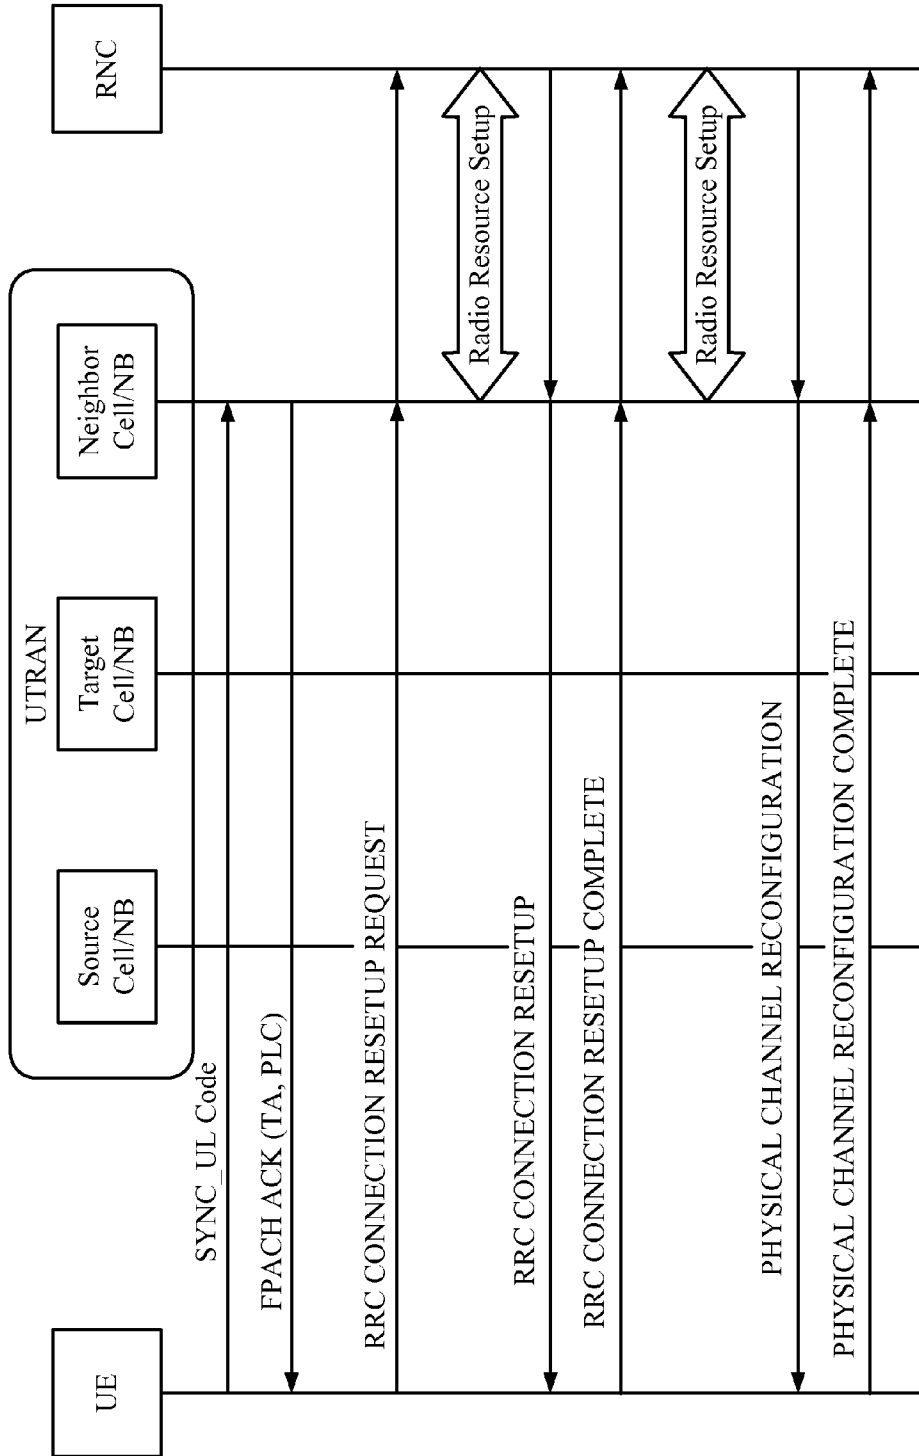 UTRAN
UE
Source
Cell/NB
Target
Cell/NB
Neighbor
Cell/NB
RNC
SYNC_UL Code
FPACH ACK (TA, PLC)
RRC CONNECTION RESETUP REQUEST
Radio Resource Setup
RRC CONNECTION RESETUP
RRC CONNECTION RESETUP COMPLETE
Radio Resource Setup
PHYSICAL CHANNEL RECONFIGURATION
PHYSICAL CHANNEL RECONFIGURATION COMPLETE